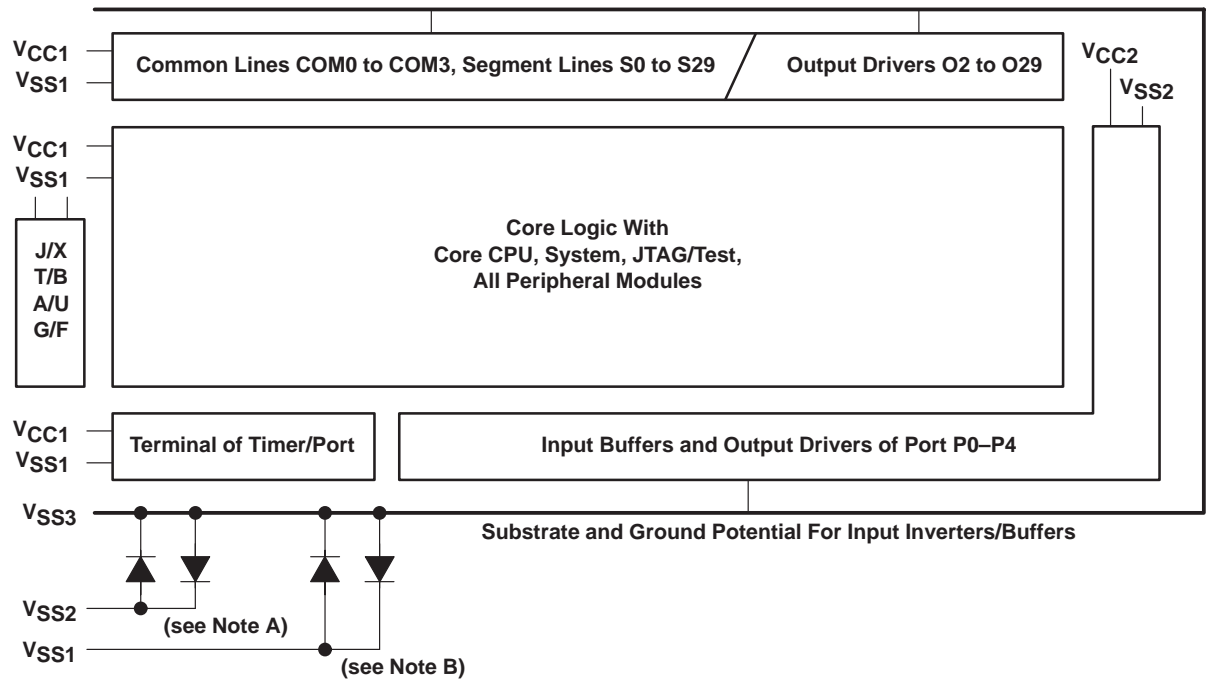 VCC1
VSS1
Common Lines COM0 to COM3, Segment Lines S0 to S29
Output Drivers O2 to O29
VCC2
VSS2
VCC1
VSS1
J/X
T/B
A/U
G/F
Core Logic With
Core CPU, System, JTAG/Test,
All Peripheral Modules
VCC1
VSS1
Terminal of Timer/Port
Input Buffers and Output Drivers of Port P0–P4
VSS3
Substrate and Ground Potential For Input Inverters/Buffers
VSS2
(see Note A)
VSS1
(see Note B)